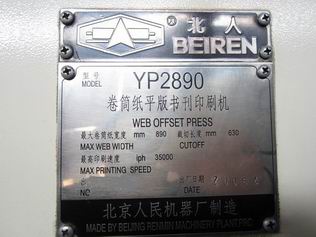 北人
BEIREN
型号
MODEL YP2890
卷筒纸平版书刊印刷机
WEB OFFSET PRESS
最大卷筒纸宽度 mm 890 裁切长度 mm 630
MAX WEB WIDTH CUTOFF
最高印刷速度 iph 35000
MAX PRINTING SPEED
出厂日期
NO DATE
北京人民机器厂制造
MADE BY BEIJING RENMIN MACHINERY PLANT.PRC